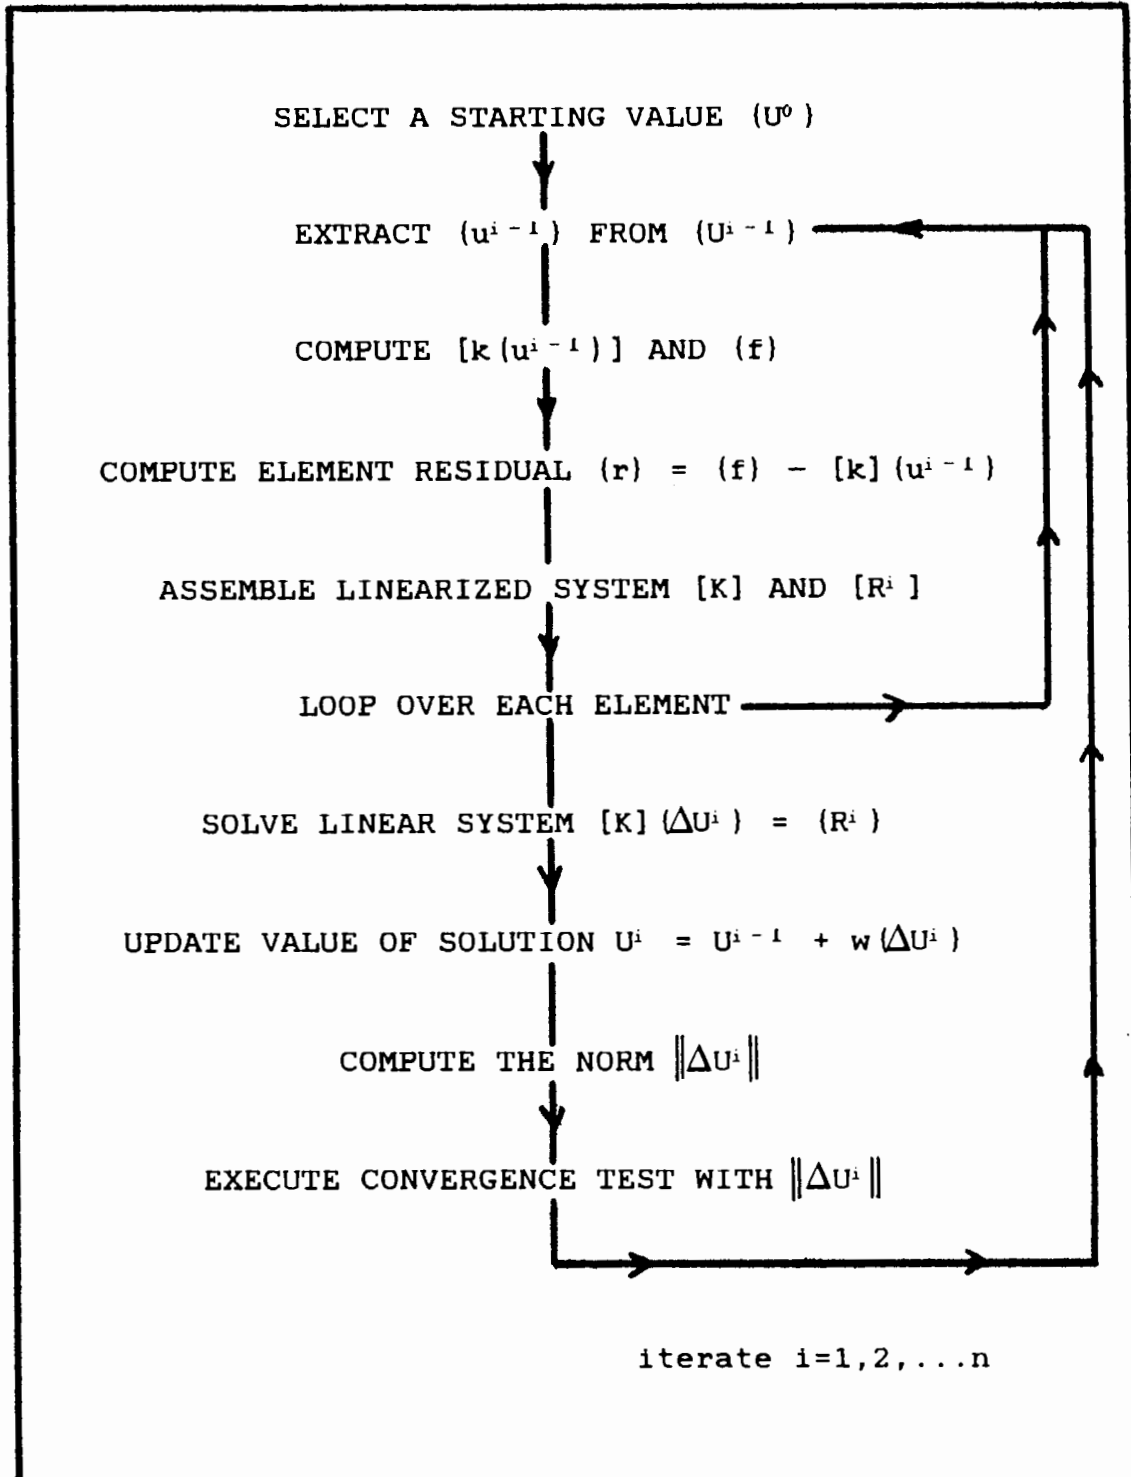 SELECT A STARTING VALUE {U⁰}
EXTRACT {uⁱ⁻¹} FROM {Uⁱ⁻¹}
COMPUTE [k(uⁱ⁻¹)] AND {f}
COMPUTE ELEMENT RESIDUAL {r} = {f} - [k]{uⁱ⁻¹}
ASSEMBLE LINEARIZED SYSTEM [K] AND [Rⁱ]
LOOP OVER EACH ELEMENT
SOLVE LINEAR SYSTEM [K]{ΔUⁱ} = {Rⁱ}
UPDATE VALUE OF SOLUTION Uⁱ = Uⁱ⁻¹ + w{ΔUⁱ}
COMPUTE THE NORM ‖ΔUⁱ‖
EXECUTE CONVERGENCE TEST WITH ‖ΔUⁱ‖
iterate i=1,2,...n